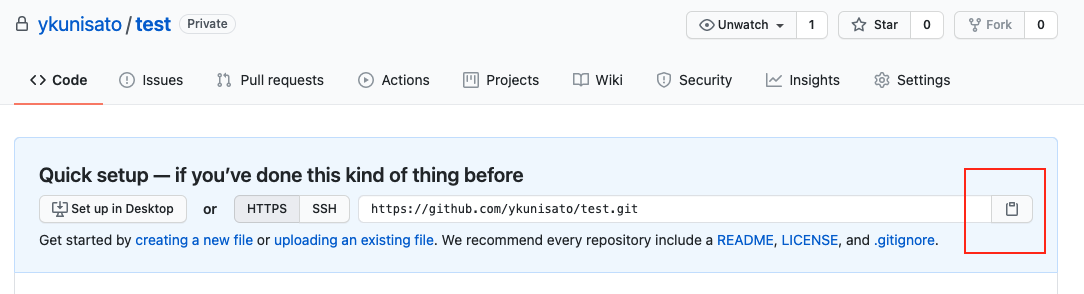 ykunisato / test Private Unwatch 1 Star 0 Fork 0
Code Issues Pull requests Actions Projects Wiki Security Insights Settings
Quick setup — if you’ve done this kind of thing before
Set up in Desktop or HTTPS SSH https://github.com/ykunisato/test.git
Get started by creating a new file or uploading an existing file. We recommend every repository include a README, LICENSE, and .gitignore.